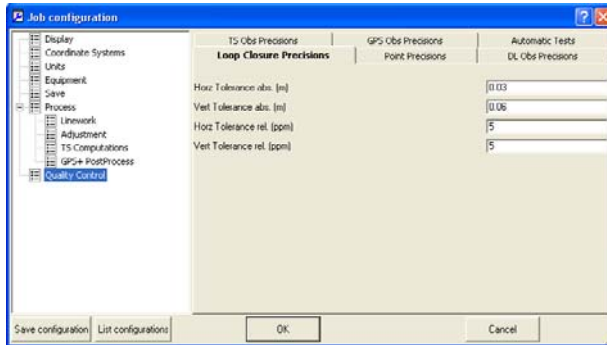 Job configuration
Display
Coordinate Systems
Units
Equipment
Save
Process
Linework
Adjustment
TS Computations
GPS+ PostProcess
Quality Control
TS Obs Precisions
GPS Obs Precisions
Automatic Tests
Loop Closure Precisions
Point Precisions
DL Obs Precisions
Horz Tolerance abs. (m)
0.03
Vert Tolerance abs. (m)
0.06
Horz Tolerance rel. (ppm)
5
Vert Tolerance rel. (ppm)
5
Save configuration
List configurations
OK
Cancel